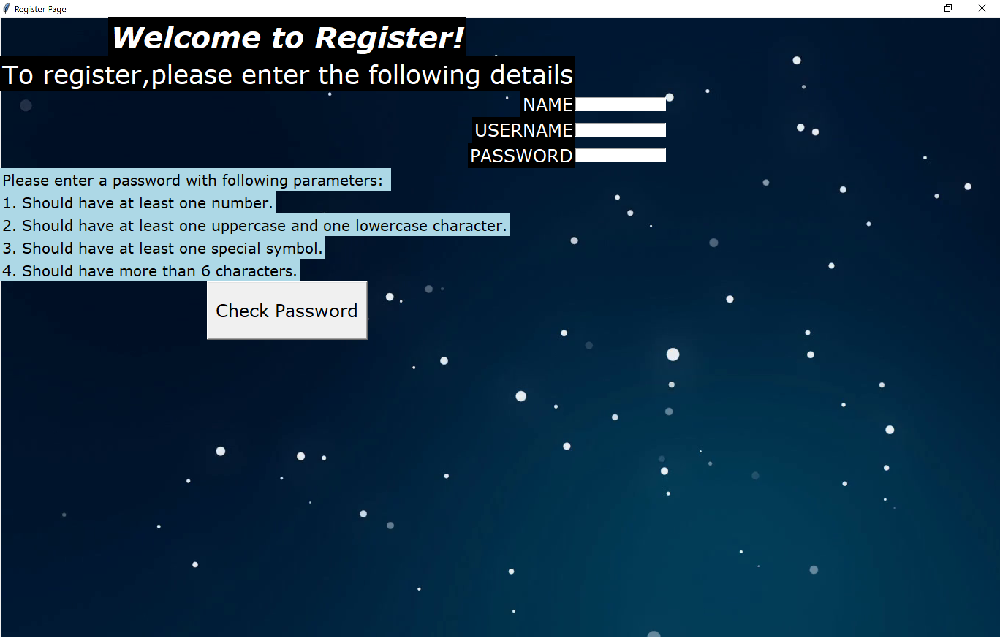 Register Page
Welcome to Register!
To register,please enter the following details
NAME
USERNAME
PASSWORD
Please enter a password with following parameters:
1. Should have at least one number.
2. Should have at least one uppercase and one lowercase character.
3. Should have at least one special symbol.
4. Should have more than 6 characters.
Check Password